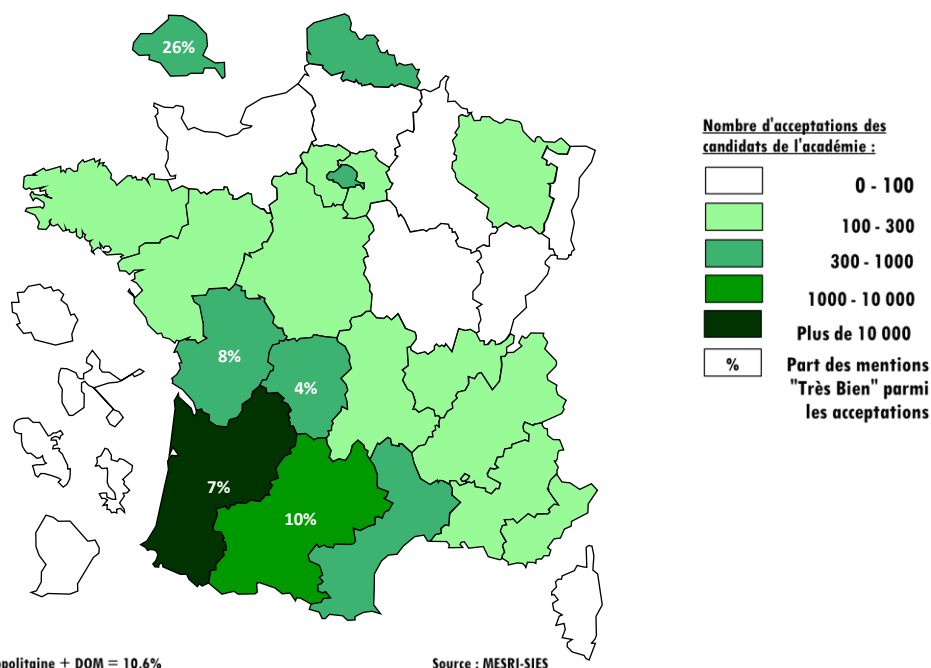 26%
8%
4%
7%
10%
Nombre d'acceptations des
candidats de l'académie :
0 - 100
100 - 300
300 - 1000
1000 - 10 000
Plus de 10 000
%
Part des mentions
"Très Bien" parmi
les acceptations
+ DOM = 10,6%
Source : MESRI-SIES